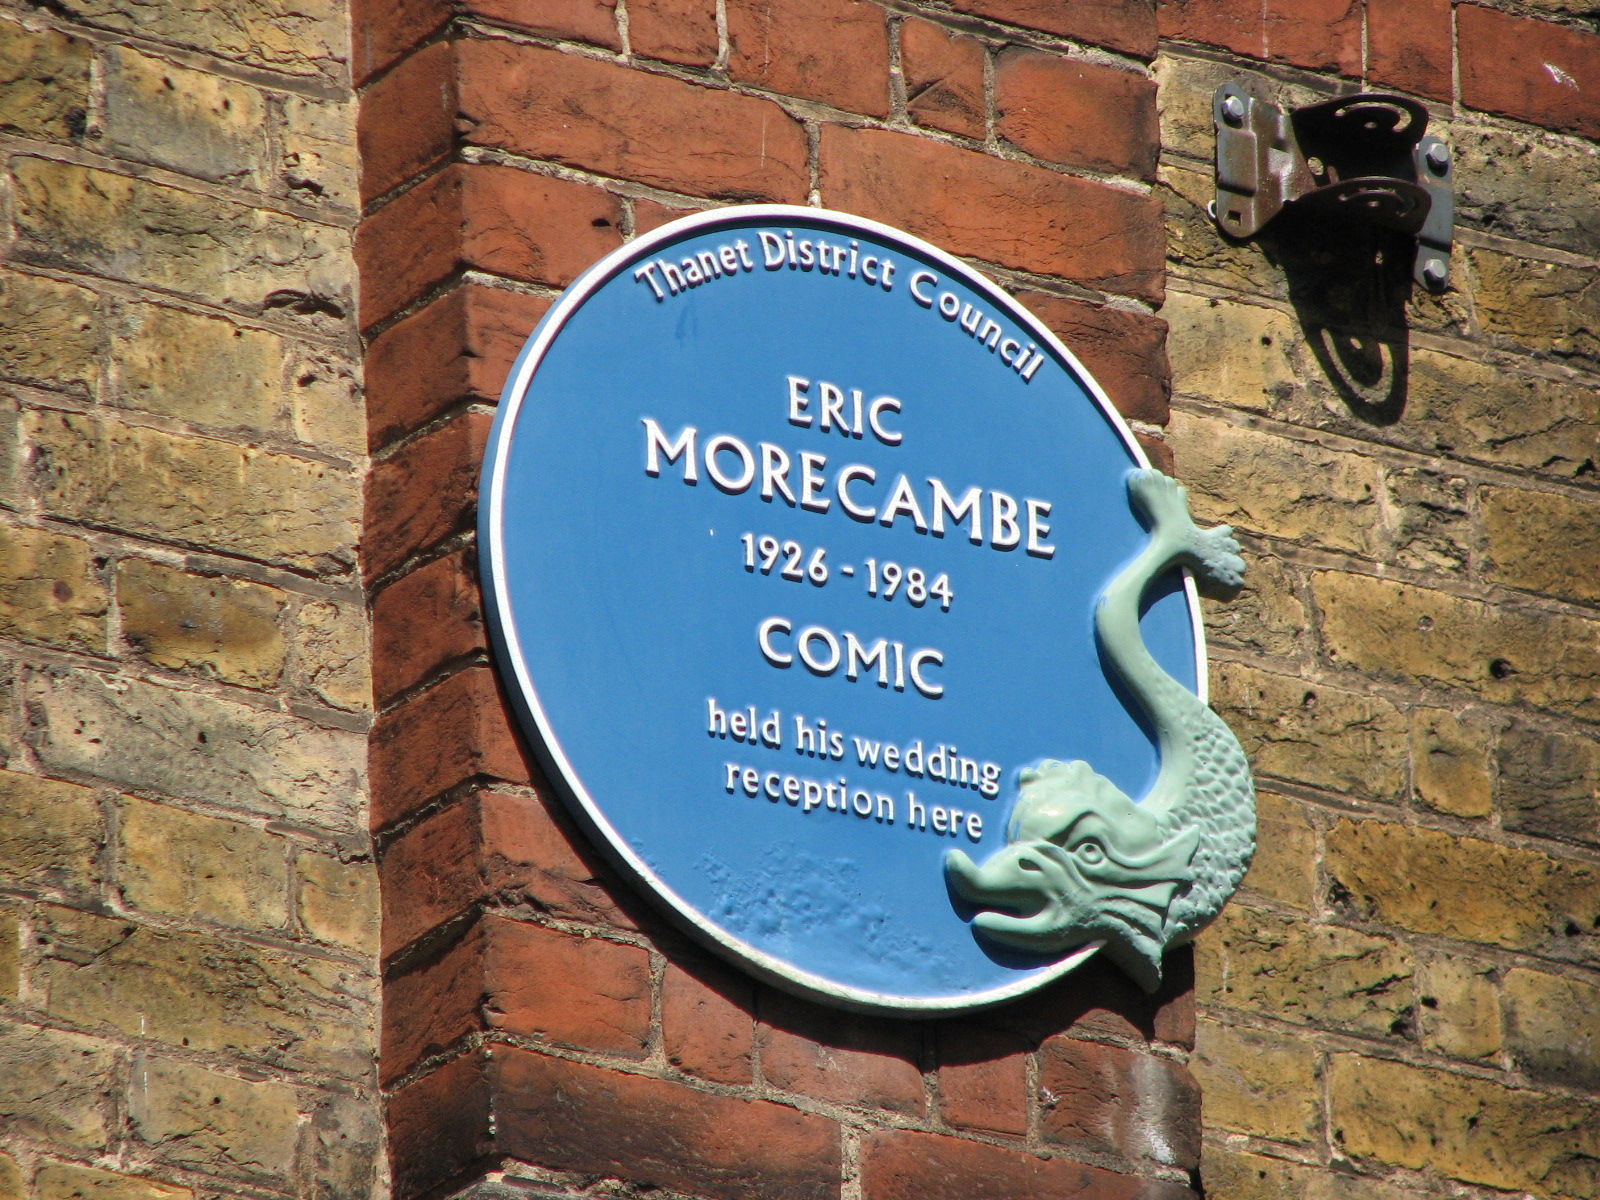 Thanet District Council
ERIC
MORECAMBE
1926 - 1984
COMIC
held his wedding
reception here